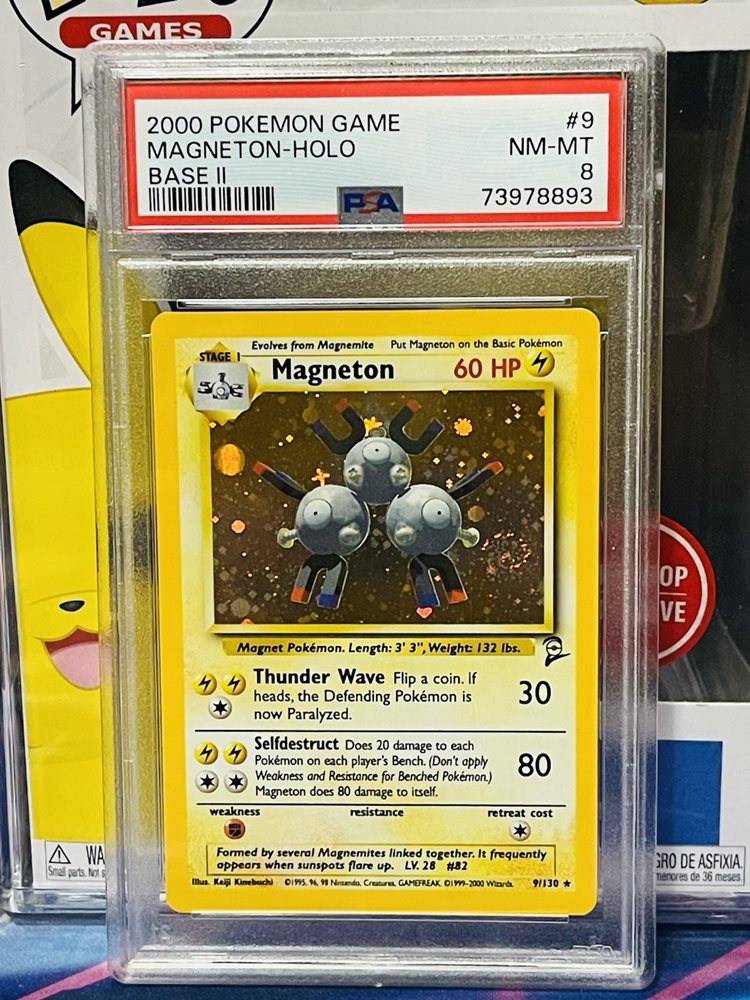 GAMES
2000 POKEMON GAME #9
MAGNETON-HOLO NM-MT
BASE II 8
PSA 73978893
STAGE 1
Evolves from Magnemite Put Magneton on the Basic Pokémon
Magneton 60 HP
Magnet Pokémon. Length: 3' 3", Weight: 132 lbs.
Thunder Wave Flip a coin. If
heads, the Defending Pokémon is
now Paralyzed.
30
Selfdestruct Does 20 damage to each
Pokémon on each player's Bench. (Don't apply
Weakness and Resistance for Benched Pokémon.)
Magneton does 80 damage to itself.
80
weakness resistance retreat cost
Formed by several Magnemites linked together. It frequently
appears when sunspots flare up. LV. 28 #82
Illus. Keiji Kinebuchi ©1995, 96, 98 Nintendo, Creatures, GAMEFREAK. ©1999-2000 Wizards. 9/130 ★
OP
VE
WA
Small parts. Not
GRO DE ASFIXIA.
menores de 36 meses.